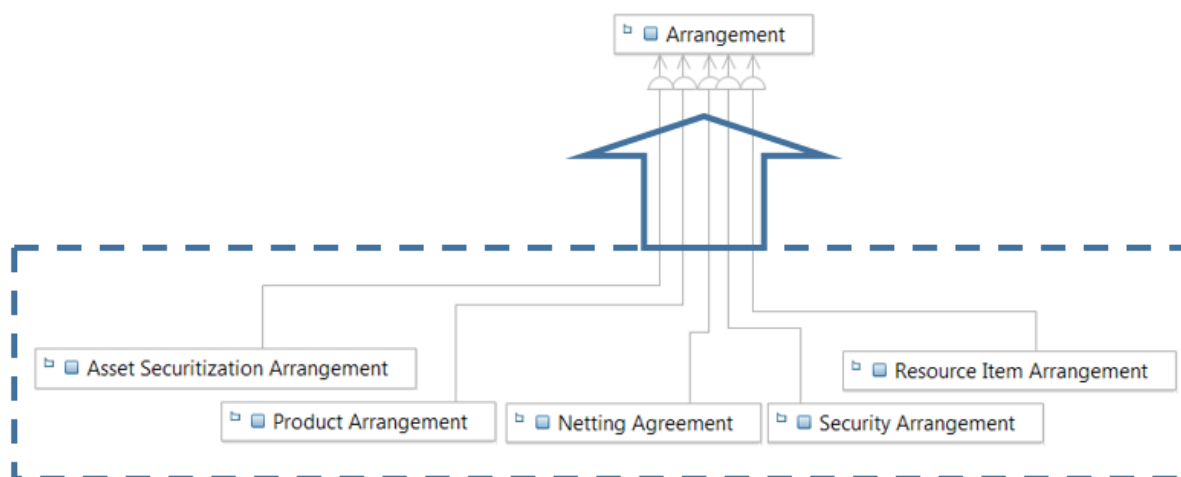 Arrangement
Asset Securitization Arrangement
Resource Item Arrangement
Product Arrangement
Netting Agreement
Security Arrangement